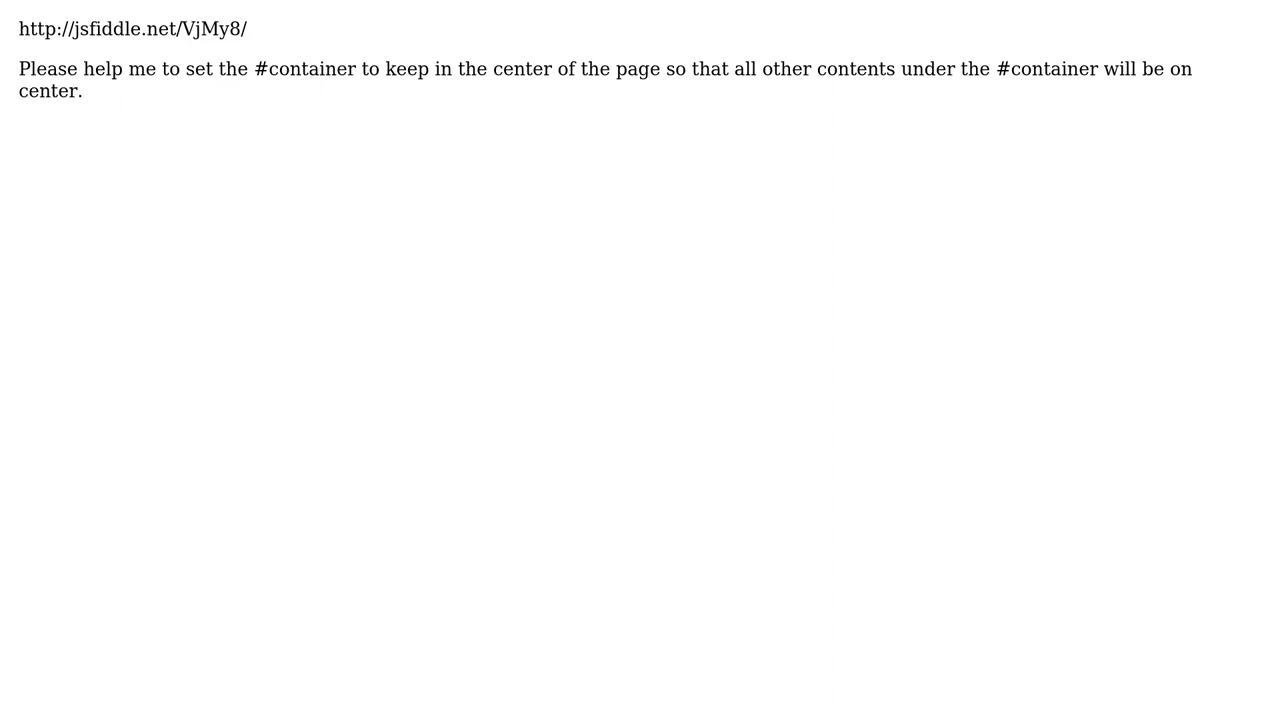 http://jsfiddle.net/VjMy8/
Please help me to set the #container to keep in the center of the page so that all other contents under the #container will be on
center.